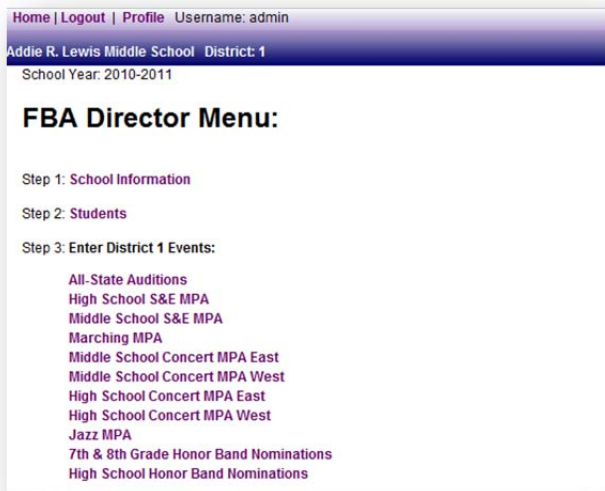 Home | Logout | Profile Username: admin
Addie R. Lewis Middle School District: 1
School Year: 2010-2011
FBA Director Menu:
Step 1: School Information
Step 2: Students
Step 3: Enter District 1 Events:
All-State Auditions
High School S&E MPA
Middle School S&E MPA
Marching MPA
Middle School Concert MPA East
Middle School Concert MPA West
High School Concert MPA East
High School Concert MPA West
Jazz MPA
7th & 8th Grade Honor Band Nominations
High School Honor Band Nominations